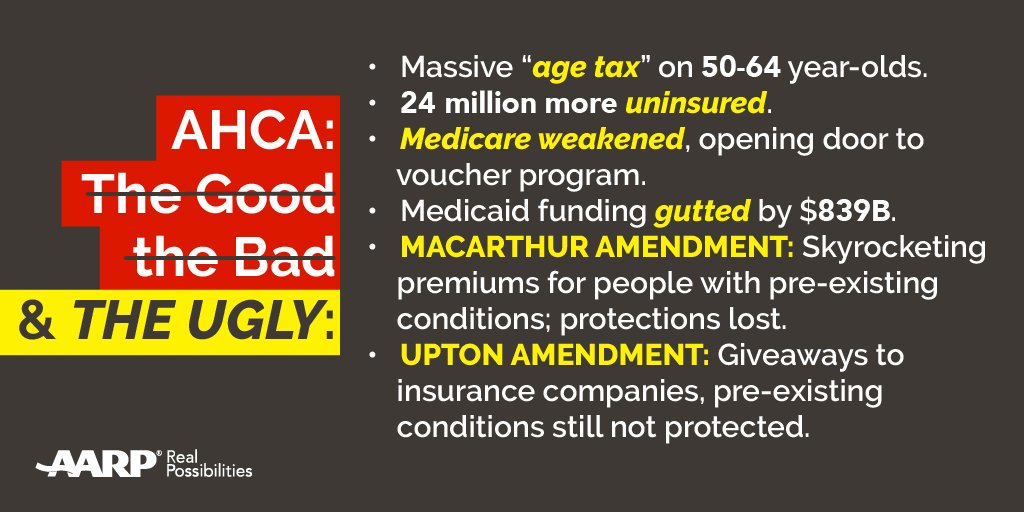 AHCA:
The Good
the Bad
& THE UGLY:
• Massive “age tax” on 50-64 year-olds.
• 24 million more uninsured.
• Medicare weakened, opening door to
voucher program.
• Medicaid funding gutted by $839B.
• MACARTHUR AMENDMENT: Skyrocketing
premiums for people with pre-existing
conditions; protections lost.
• UPTON AMENDMENT: Giveaways to
insurance companies, pre-existing
conditions still not protected.
AARP® Real
Possibilities